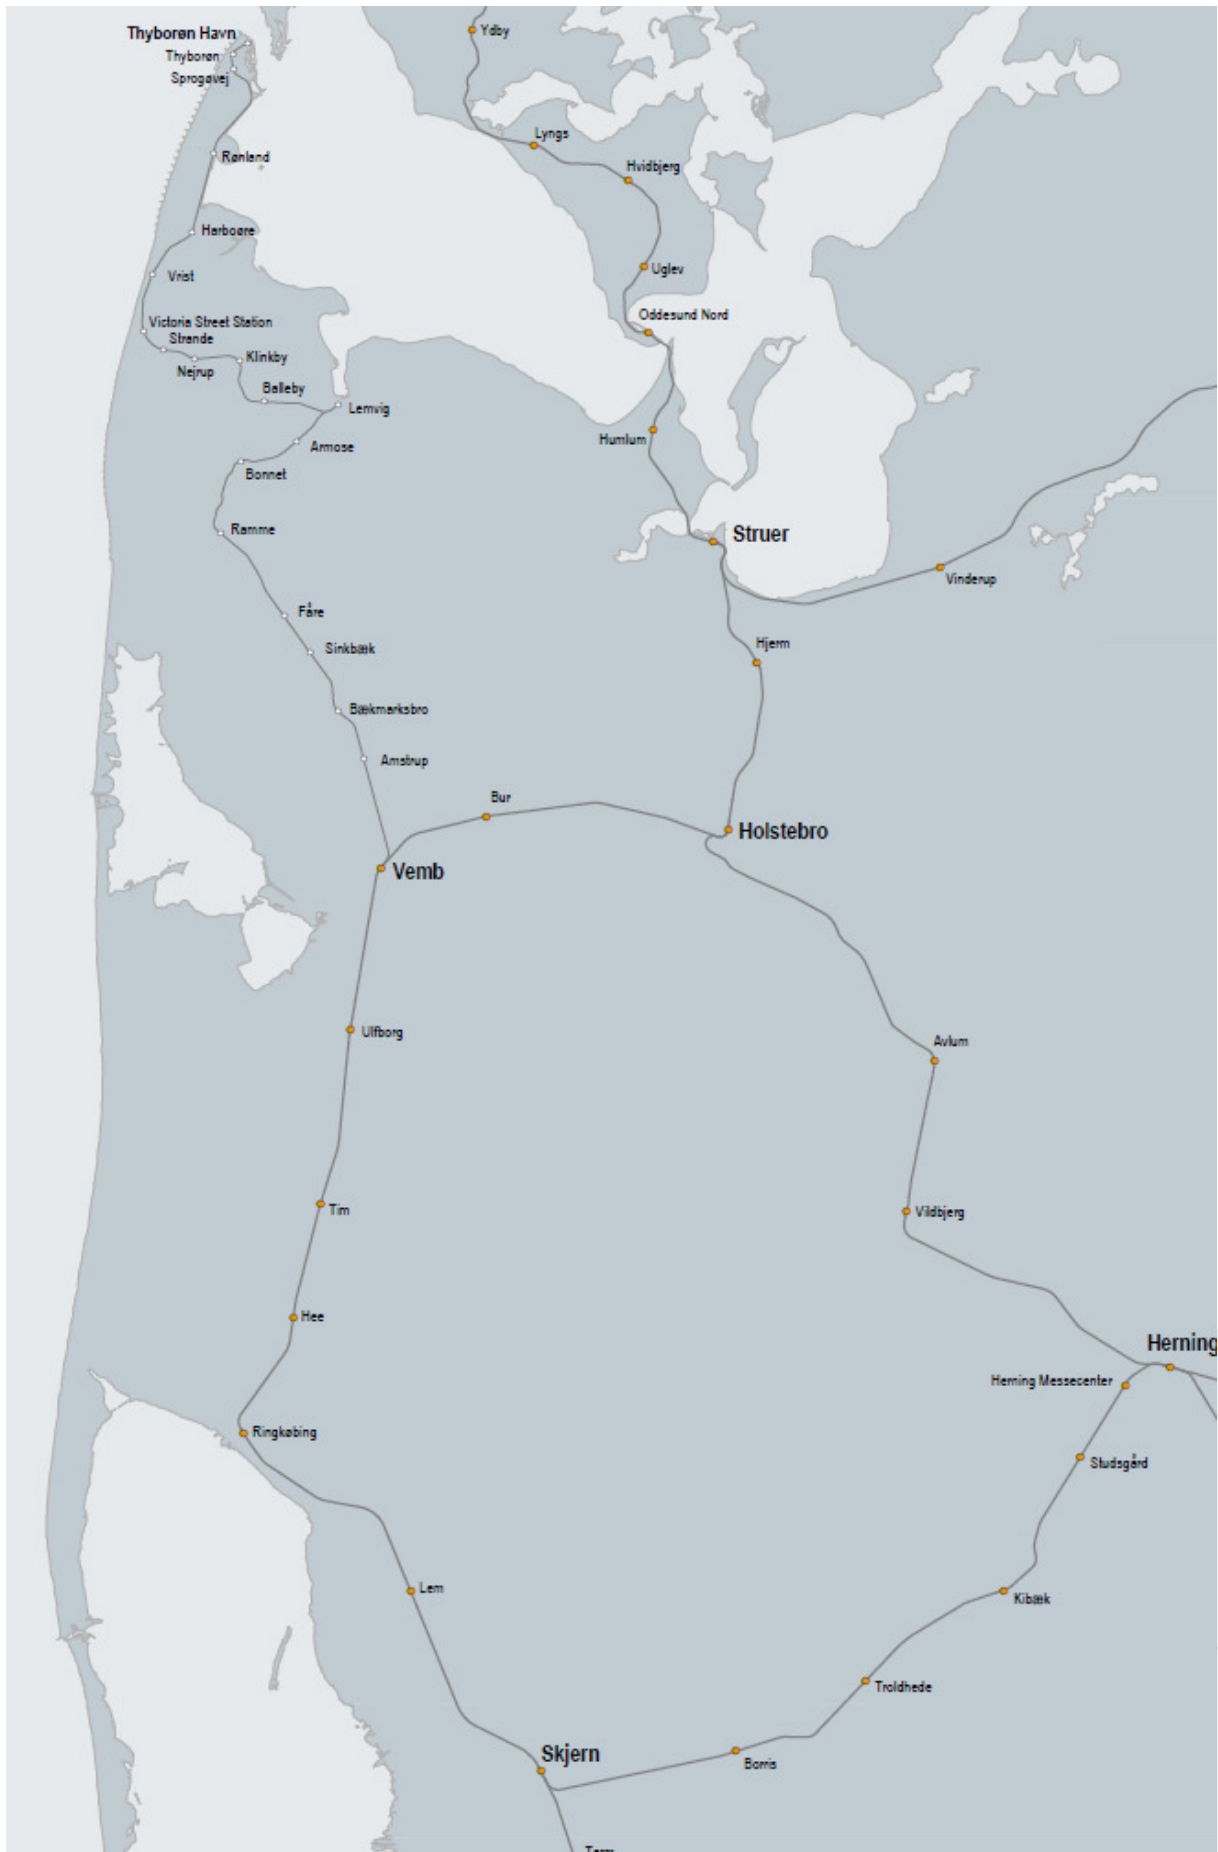 Ydby
Thyborøn Havn
Thyborøn
Sprogøvej
Lyngs
Rønland
Hvidbjerg
Harboøre
Vrist
Uglev
Oddesund Nord
Victoria Street Station
Strande
Nejrup
Klinkby
Balleby
Lemvig
Humlum
Armose
Bonnet
Ramme
Struer
Vinderup
Fåre
Hjerm
Sinkbæk
Bækmarksbro
Amstrup
Bur
Holstebro
Vemb
Ulfborg
Avlum
Tim
Vildbjerg
Hee
Herning
Herning Messecenter
Ringkøbing
Studsgård
Lem
Kibæk
Troldhede
Skjern
Borris